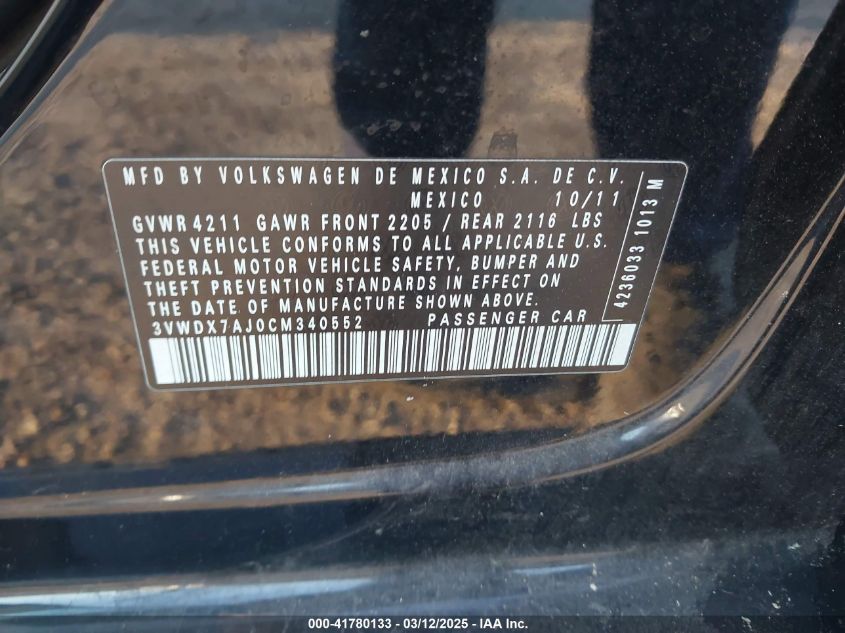 MFD BY VOLKSWAGEN DE MEXICO S.A. DE C.V.
MEXICO 10/11
GVWR 4211 GAWR FRONT 2205 / REAR 2116 LBS
THIS VEHICLE CONFORMS TO ALL APPLICABLE U.S.
FEDERAL MOTOR VEHICLE SAFETY, BUMPER AND
THEFT PREVENTION STANDARDS IN EFFECT ON
THE DATE OF MANUFACTURE SHOWN ABOVE.
3VWDX7AJ0CM340552 PASSENGER CAR
4236033 1013 M
000-41780133 - 03/12/2025 - IAA Inc.